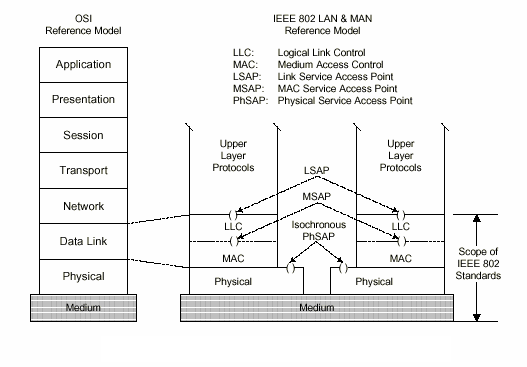 OSI
Reference Model
IEEE 802 LAN & MAN
Reference Model
LLC: Logical Link Control
MAC: Medium Access Control
LSAP: Link Service Access Point
MSAP: MAC Service Access Point
PhSAP: Physical Service Access Point
Application
Presentation
Session
Transport
Network
Data Link
Physical
Medium
Upper
Layer
Protocols
LLC
MAC
Physical
LSAP
MSAP
Isochronous
PhSAP
Upper
Layer
Protocols
LLC
MAC
Physical
Medium
Scope of
IEEE 802
Standards